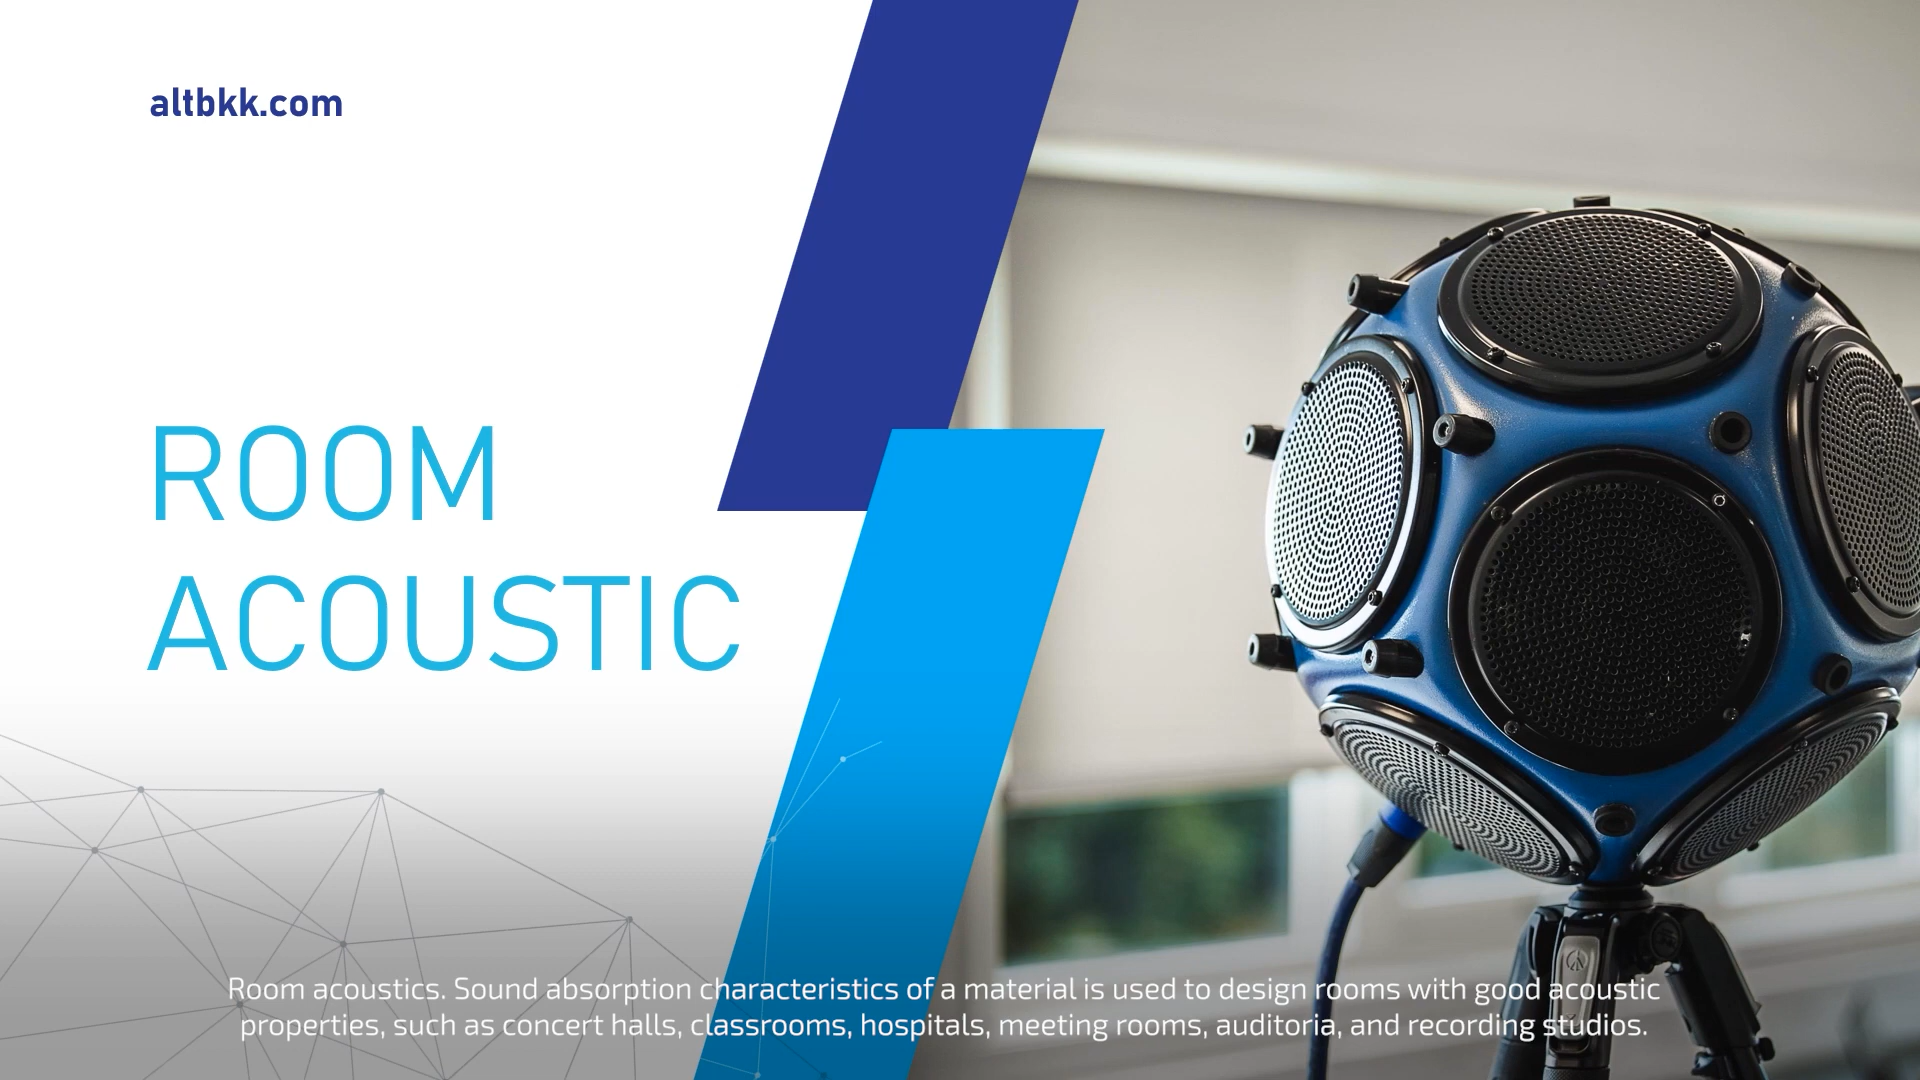 altbkk.com
ROOM
ACOUSTIC
Room acoustics. Sound absorption characteristics of a material is used to design rooms with good acoustic
properties, such as concert halls, classrooms, hospitals, meeting rooms, auditoria, and recording studios.